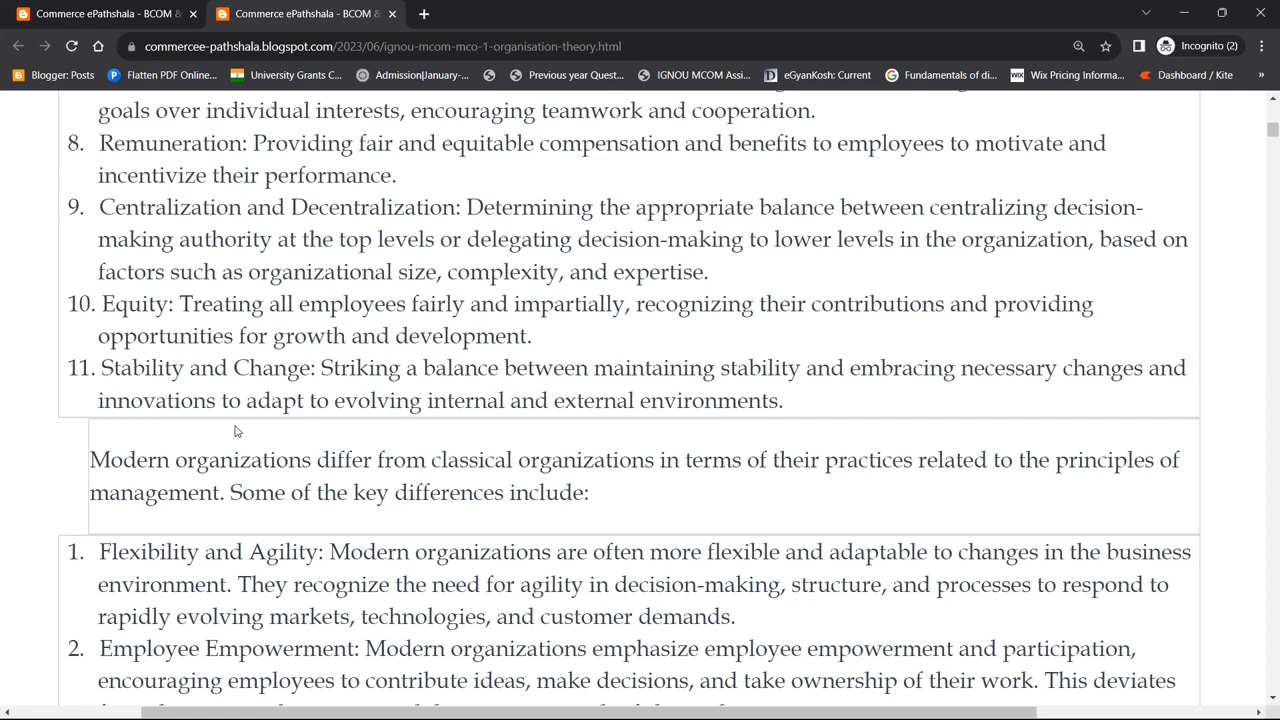 Commerce ePathshala - BCOM &
Commerce ePathshala - BCOM &
commercee-pathshala.blogspot.com/2023/06/ignou-mcom-mco-1-organisation-theory.html
Incognito (2)
Blogger: Posts
Flatten PDF Online...
University Grants C...
AdmissionJanuary-...
Previous year Quest...
IGNOU MCOM Assi...
eGyanKosh: Current
Fundamentals of di...
Wix Pricing Informa...
Dashboard / Kite
»
goals over individual interests, encouraging teamwork and cooperation.
8. Remuneration: Providing fair and equitable compensation and benefits to employees to motivate and
incentivize their performance.
9. Centralization and Decentralization: Determining the appropriate balance between centralizing decision-
making authority at the top levels or delegating decision-making to lower levels in the organization, based on
factors such as organizational size, complexity, and expertise.
10. Equity: Treating all employees fairly and impartially, recognizing their contributions and providing
opportunities for growth and development.
11. Stability and Change: Striking a balance between maintaining stability and embracing necessary changes and
innovations to adapt to evolving internal and external environments.
Modern organizations differ from classical organizations in terms of their practices related to the principles of
management. Some of the key differences include:
1. Flexibility and Agility: Modern organizations are often more flexible and adaptable to changes in the business
environment. They recognize the need for agility in decision-making, structure, and processes to respond to
rapidly evolving markets, technologies, and customer demands.
2. Employee Empowerment: Modern organizations emphasize employee empowerment and participation,
encouraging employees to contribute ideas, make decisions, and take ownership of their work. This deviates